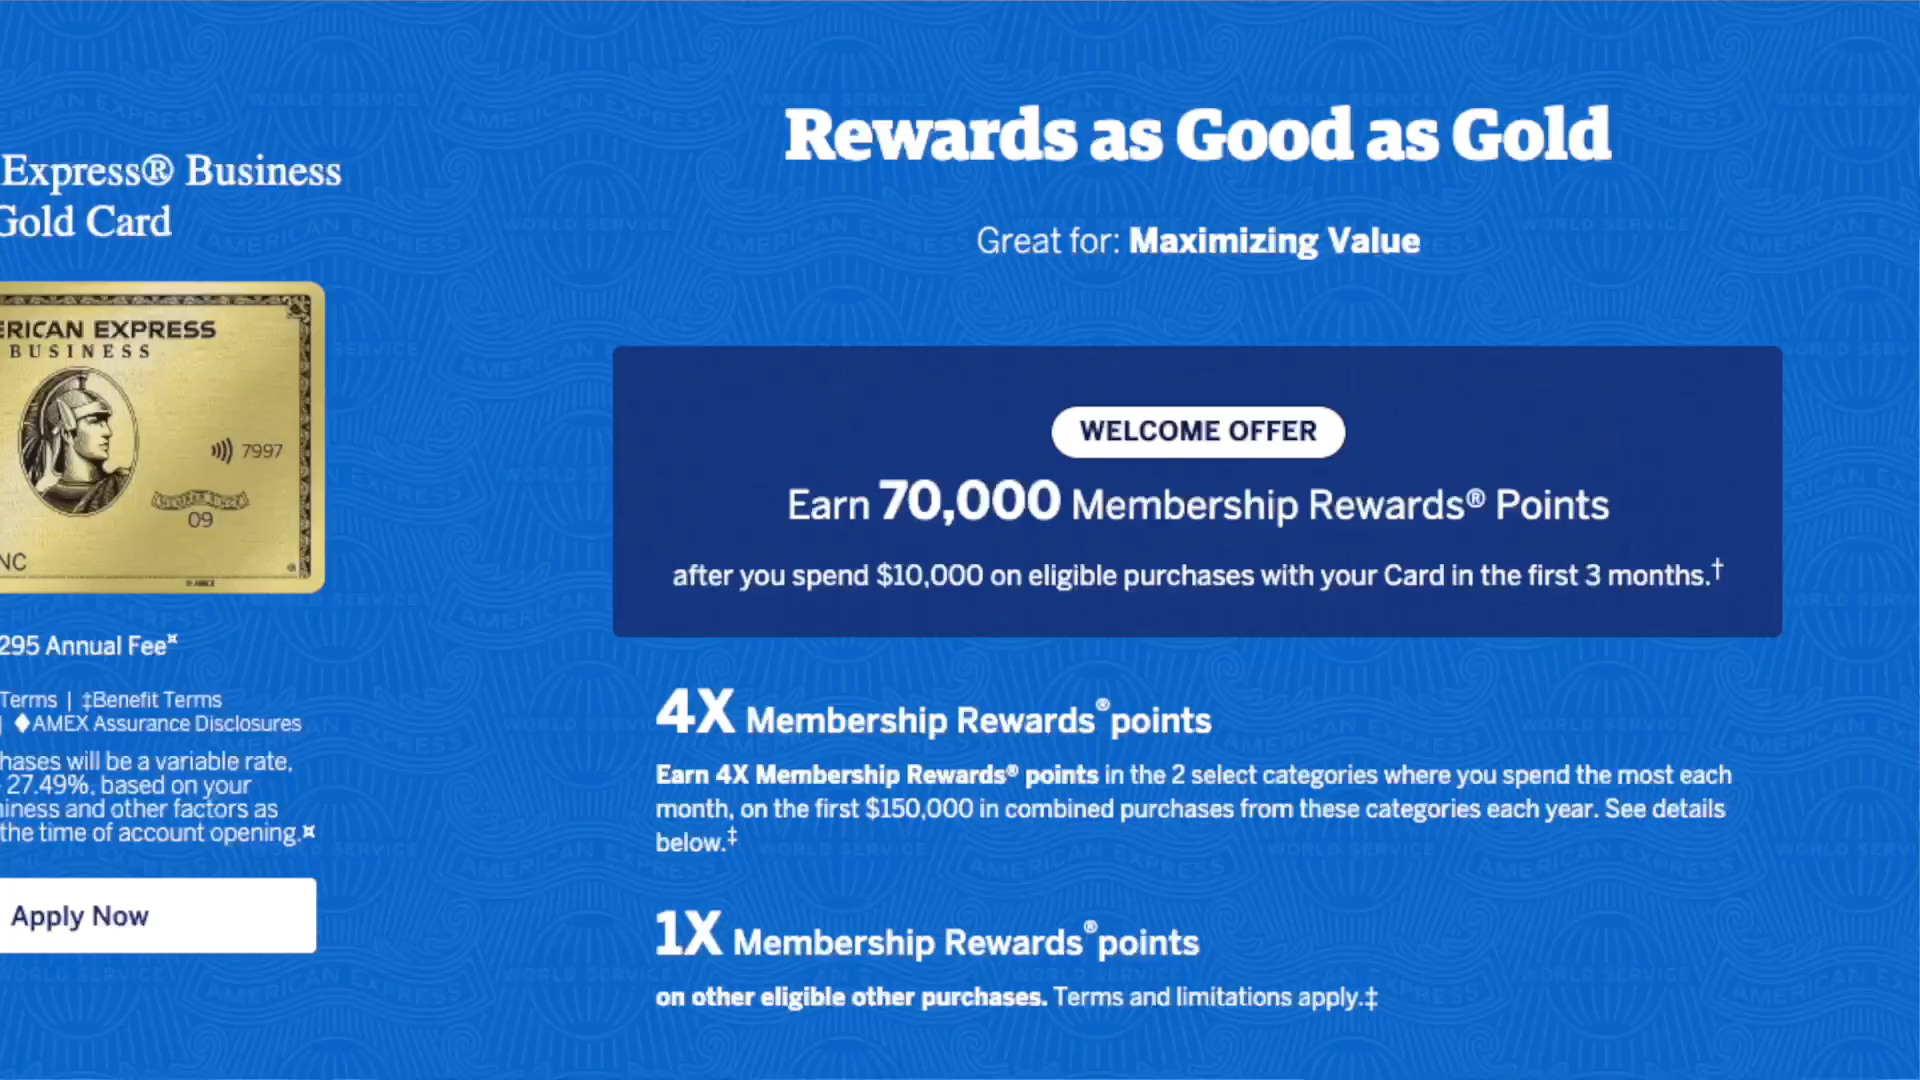 Express® Business
Gold Card
ERICAN EXPRESS
BUSINESS
7997
09
NC
295 Annual Fee¤
Terms | ‡Benefit Terms
| ♦AMEX Assurance Disclosures
hases will be a variable rate,
- 27.49%, based on your
iness and other factors as
the time of account opening.¤
Apply Now
Rewards as Good as Gold
Great for: Maximizing Value
WELCOME OFFER
Earn 70,000 Membership Rewards® Points
after you spend $10,000 on eligible purchases with your Card in the first 3 months.†
4X Membership Rewards®points
Earn 4X Membership Rewards® points in the 2 select categories where you spend the most each
month, on the first $150,000 in combined purchases from these categories each year. See details
below.‡
1X Membership Rewards®points
on other eligible other purchases. Terms and limitations apply.‡